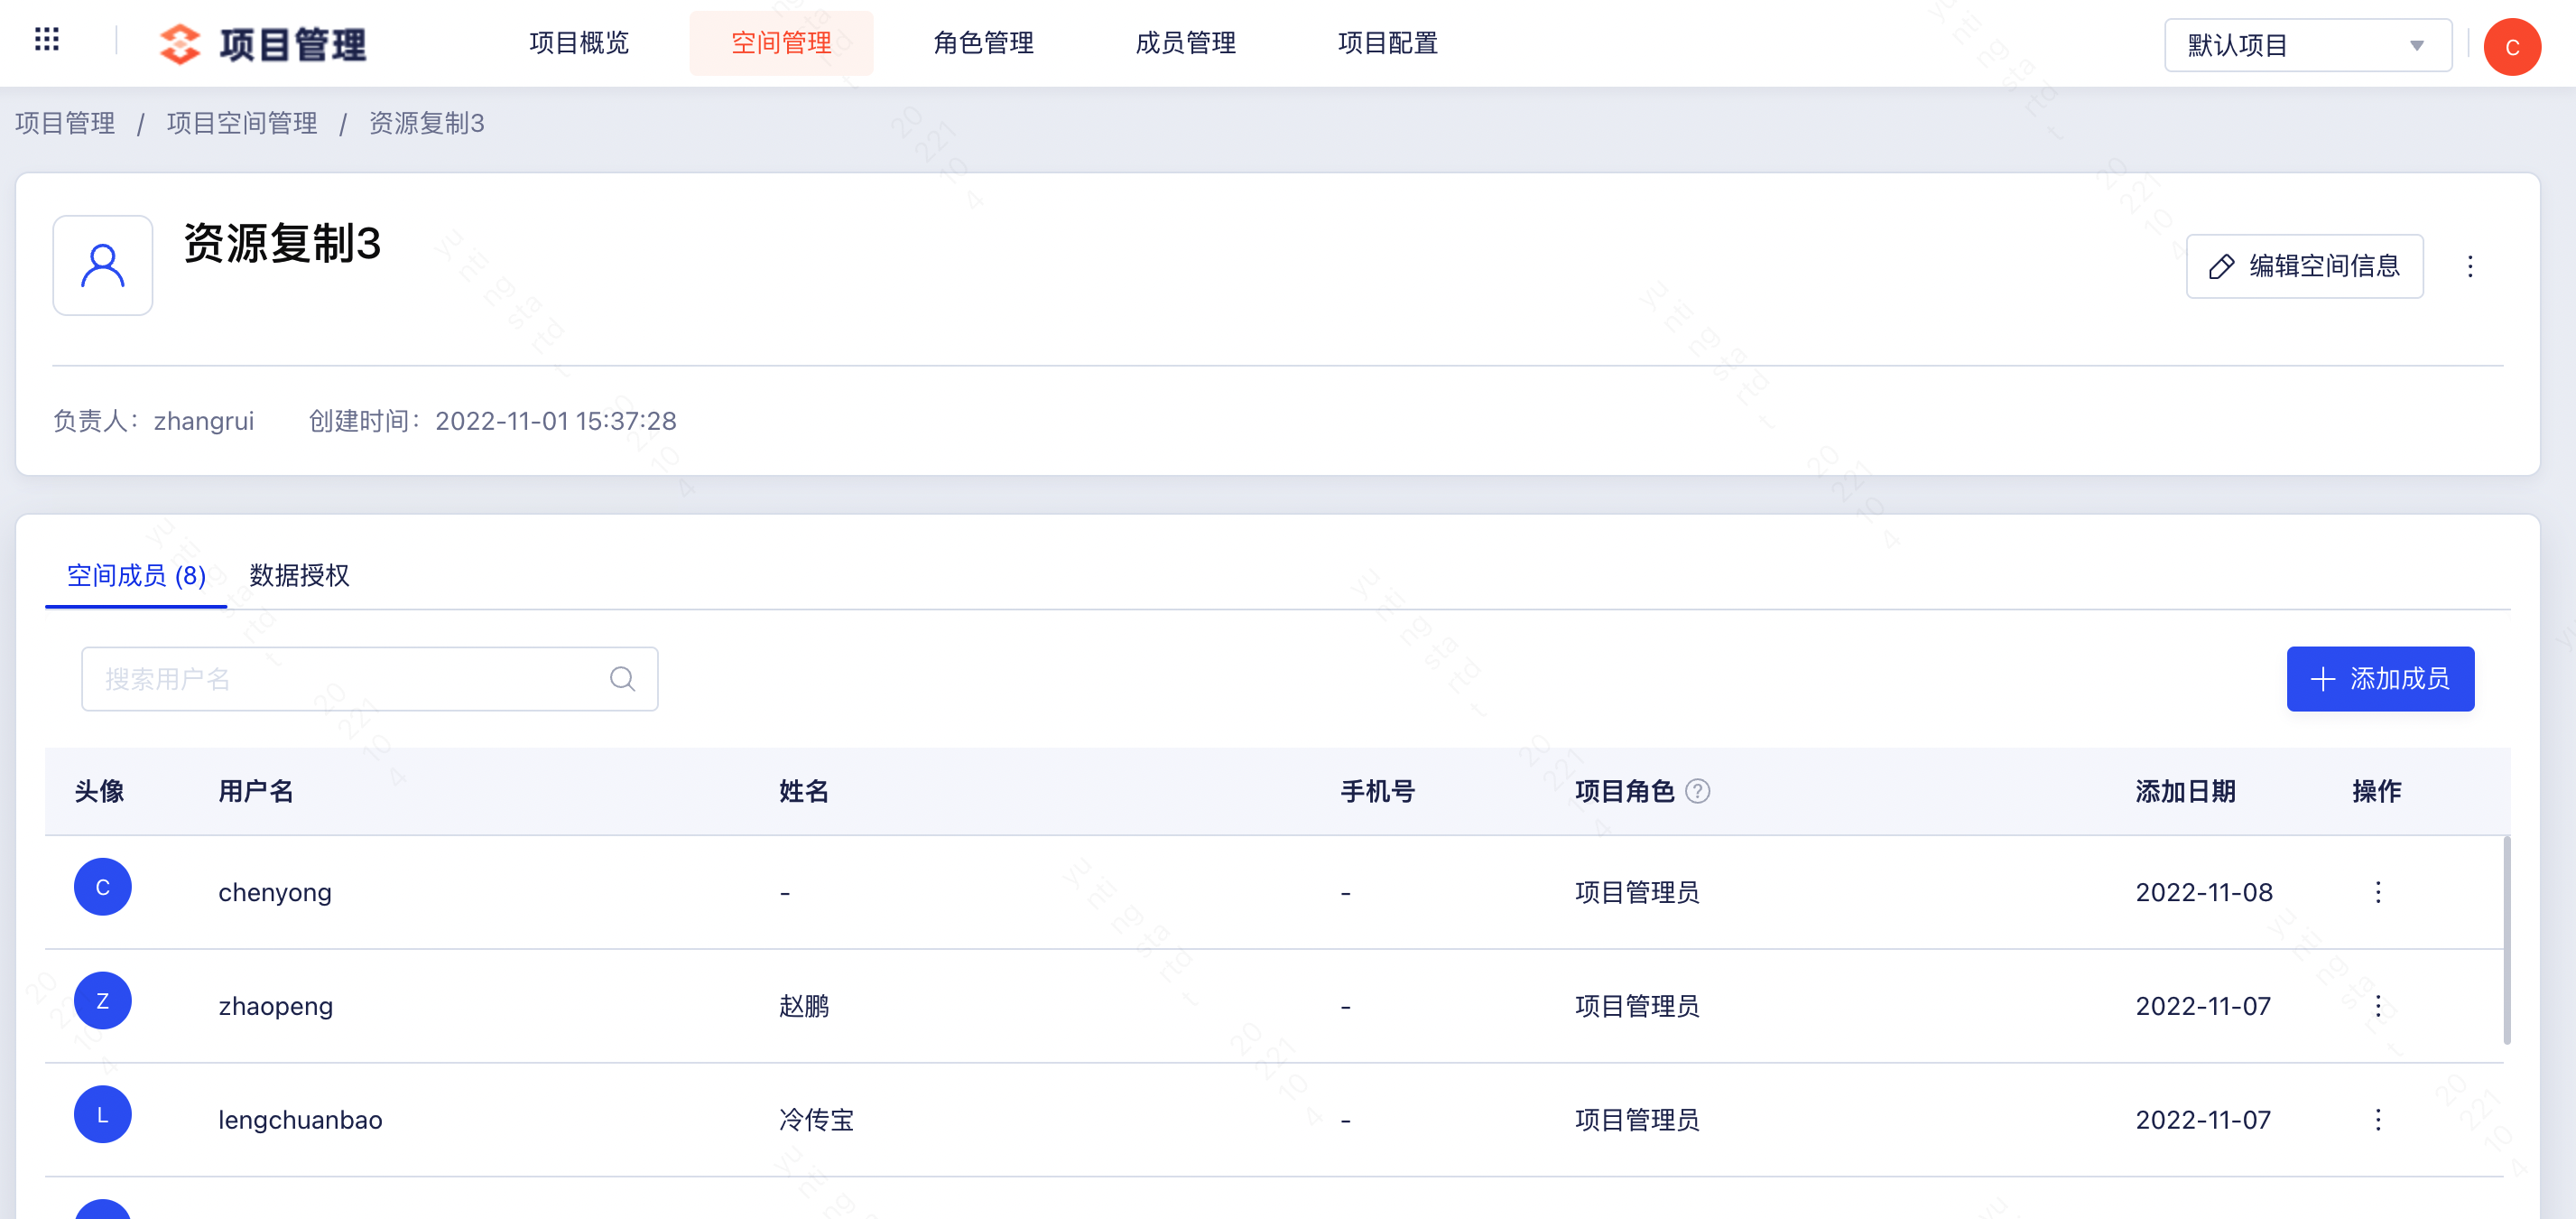 项目管理 项目概览 空间管理 角色管理 成员管理 项目配置 默认项目 C
项目管理 / 项目空间管理 / 资源复制3
资源复制3
编辑空间信息
负责人：zhangrui 创建时间：2022-11-01 15:37:28
空间成员 (8) 数据授权
搜索用户名
添加成员
头像 用户名 姓名 手机号 项目角色 ? 添加日期 操作
C chenyong - - 项目管理员 2022-11-08
Z zhaopeng 赵鹏 - 项目管理员 2022-11-07
L lengchuanbao 冷传宝 - 项目管理员 2022-11-07